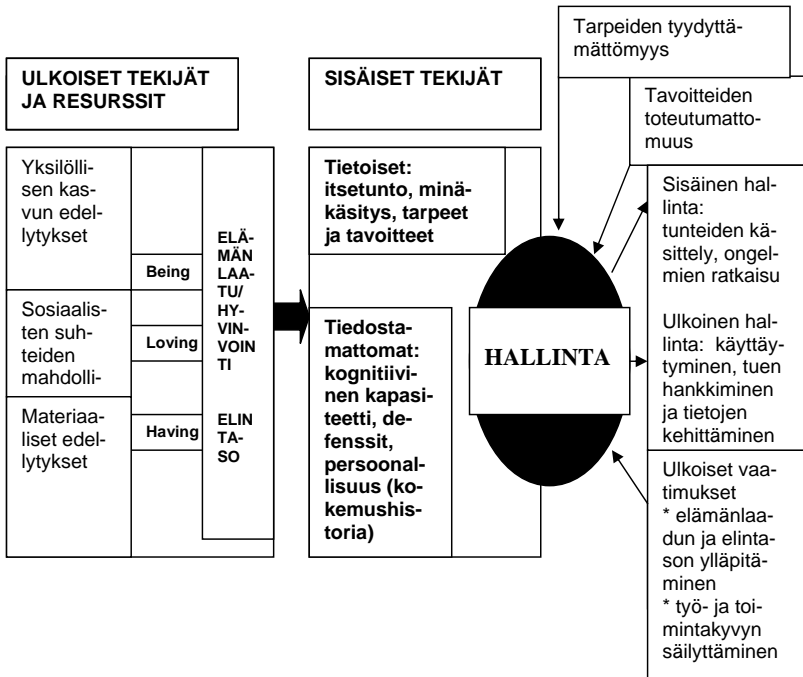 ULKOISET TEKIJÄT
JA RESURSSIT
Yksilölli-
sen kas-
vun edel-
lytykset
Sosiaalis-
ten suh-
teiden
mahdolli-
Materiaa-
liset edel-
lytykset
Being
Loving
Having
ELÄ-
MÄN
LAA-
TU/
HY-
VIN-
VOIN
TI
ELIN
TA-
SO
SISÄISET TEKIJÄT
Tietoiset:
itsetunto, minä-
käsitys, tarpeet
ja tavoitteet
Tiedosta-
mattomat:
kognitiivi-
nen kapasi-
teetti, de-
fenssit,
persoonal-
lisuus (ko-
kemushis-
toria)
HALLINTA
Tarpeiden tyydyttä-
mättömyys
Tavoitteiden
toteutumatto-
muus
Sisäinen hal-
linta:
tunteiden kä-
sittely, ongel-
mien ratkaisu
Ulkoinen hal-
linta: käyttäy-
tyminen, tuen
hankkiminen
ja tietojen
kehittäminen
Ulkoiset vaa-
timukset
* elämänlaa-
dun ja elinta-
son ylläpitä-
minen
* työ- ja toi-
mintakyvyn
säilyttäminen